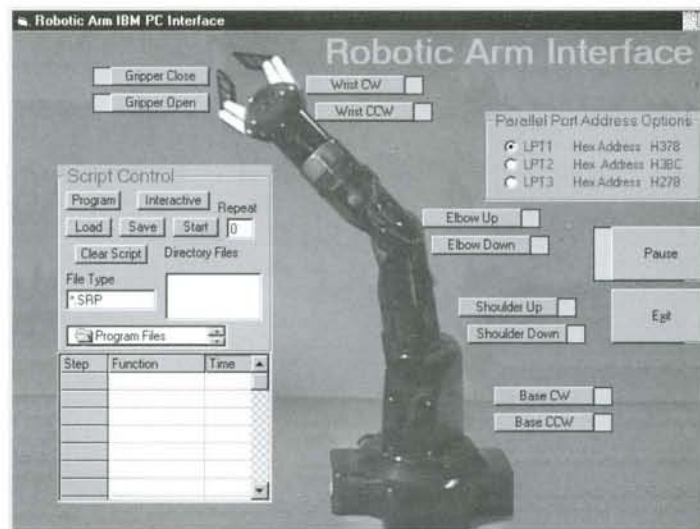 Robotic Arm IBM PC Interface
Robotic Arm Interface
Gripper Close
Gripper Open
Wrist CW
Wrist CCW
Parallel Port Address Options
LPT1 Hex Address H378
LPT2 Hex Address H3BC
LPT3 Hex Address H278
Script Control
Program Interactive
Repeat
Load Save Start 0
Clear Script Directory Files
File Type
*.SRP
Program Files
Step Function Time
Elbow Up
Elbow Down
Pause
Shoulder Up
Shoulder Down
Exit
Base CW
Base CCW